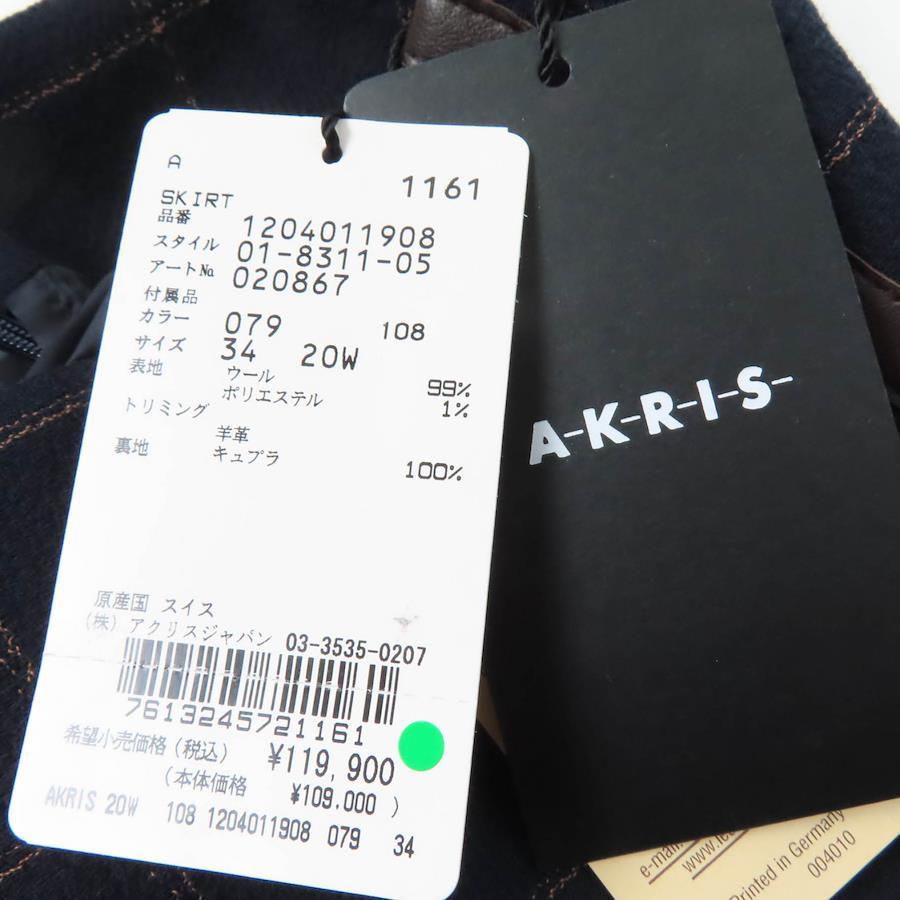 A
1161
SKIRT
品番 1204011908
スタイル 01-8311-05
アートNo 020867
付属品
カラー 079 108
サイズ 34 20W
表地 ウール 99%
ポリエステル 1%
トリミング
羊革
裏地 キュプラ 100%
原産国 スイス
(株) アクリスジャパン 03-3535-0207
7613245721161
希望小売価格 (税込) ¥119,900
(本体価格 ¥109,000 )
AKRIS 20W 108 1204011908 079 34
A-K-R-I-S-
e-mail
www.
Printed in Germany
004010